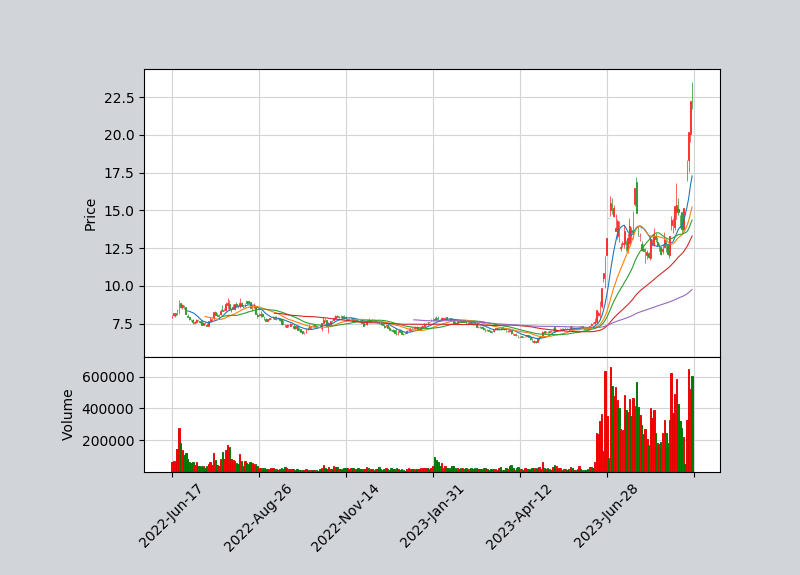 22.5
20.0
17.5
15.0
12.5
10.0
7.5
Price
600000
400000
200000
Volume
2022-Jun-17
2022-Aug-26
2022-Nov-14
2023-Jan-31
2023-Apr-12
2023-Jun-28